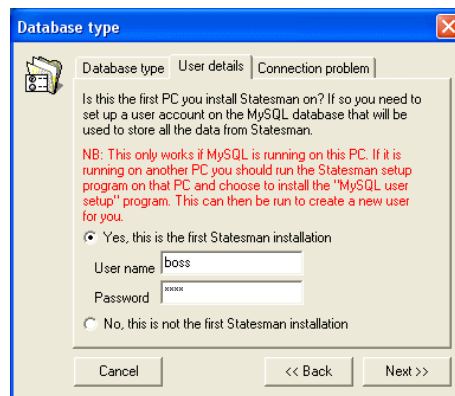 Database type
Database type
User details
Connection problem
Is this the first PC you install Statesman on? If so you need to
set up a user account on the MySQL database that will be
used to store all the data from Statesman.
NB: This only works if MySQL is running on this PC. If it is
running on another PC you should run the Statesman setup
program on that PC and choose to install the "MySQL user
setup" program. This can then be run to create a new user
for you.
Yes, this is the first Statesman installation
User name boss
Password ****
No, this is not the first Statesman installation
Cancel
<< Back
Next >>